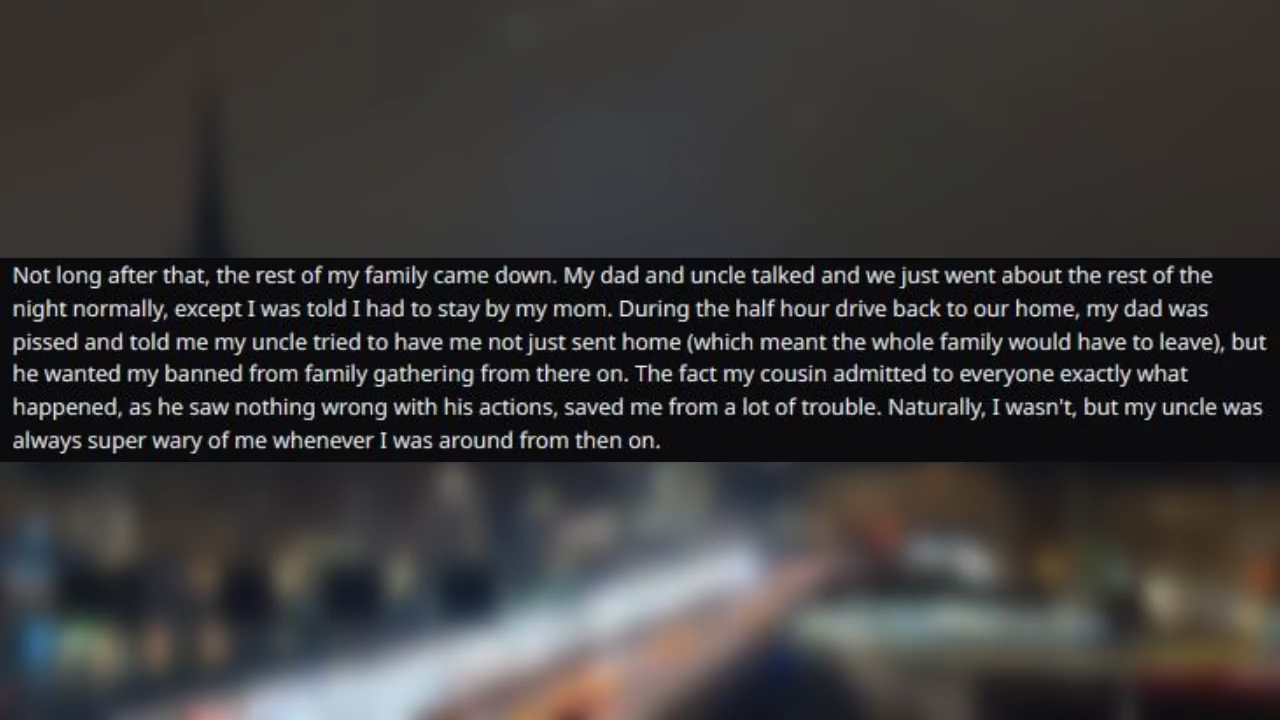 Not long after that, the rest of my family came down. My dad and uncle talked and we just went about the rest of the
night normally, except I was told I had to stay by my mom. During the half hour drive back to our home, my dad was
pissed and told me my uncle tried to have me not just sent home (which meant the whole family would have to leave), but
he wanted my banned from family gathering from there on. The fact my cousin admitted to everyone exactly what
happened, as he saw nothing wrong with his actions, saved me from a lot of trouble. Naturally, I wasn't, but my uncle was
always super wary of me whenever I was around from then on.